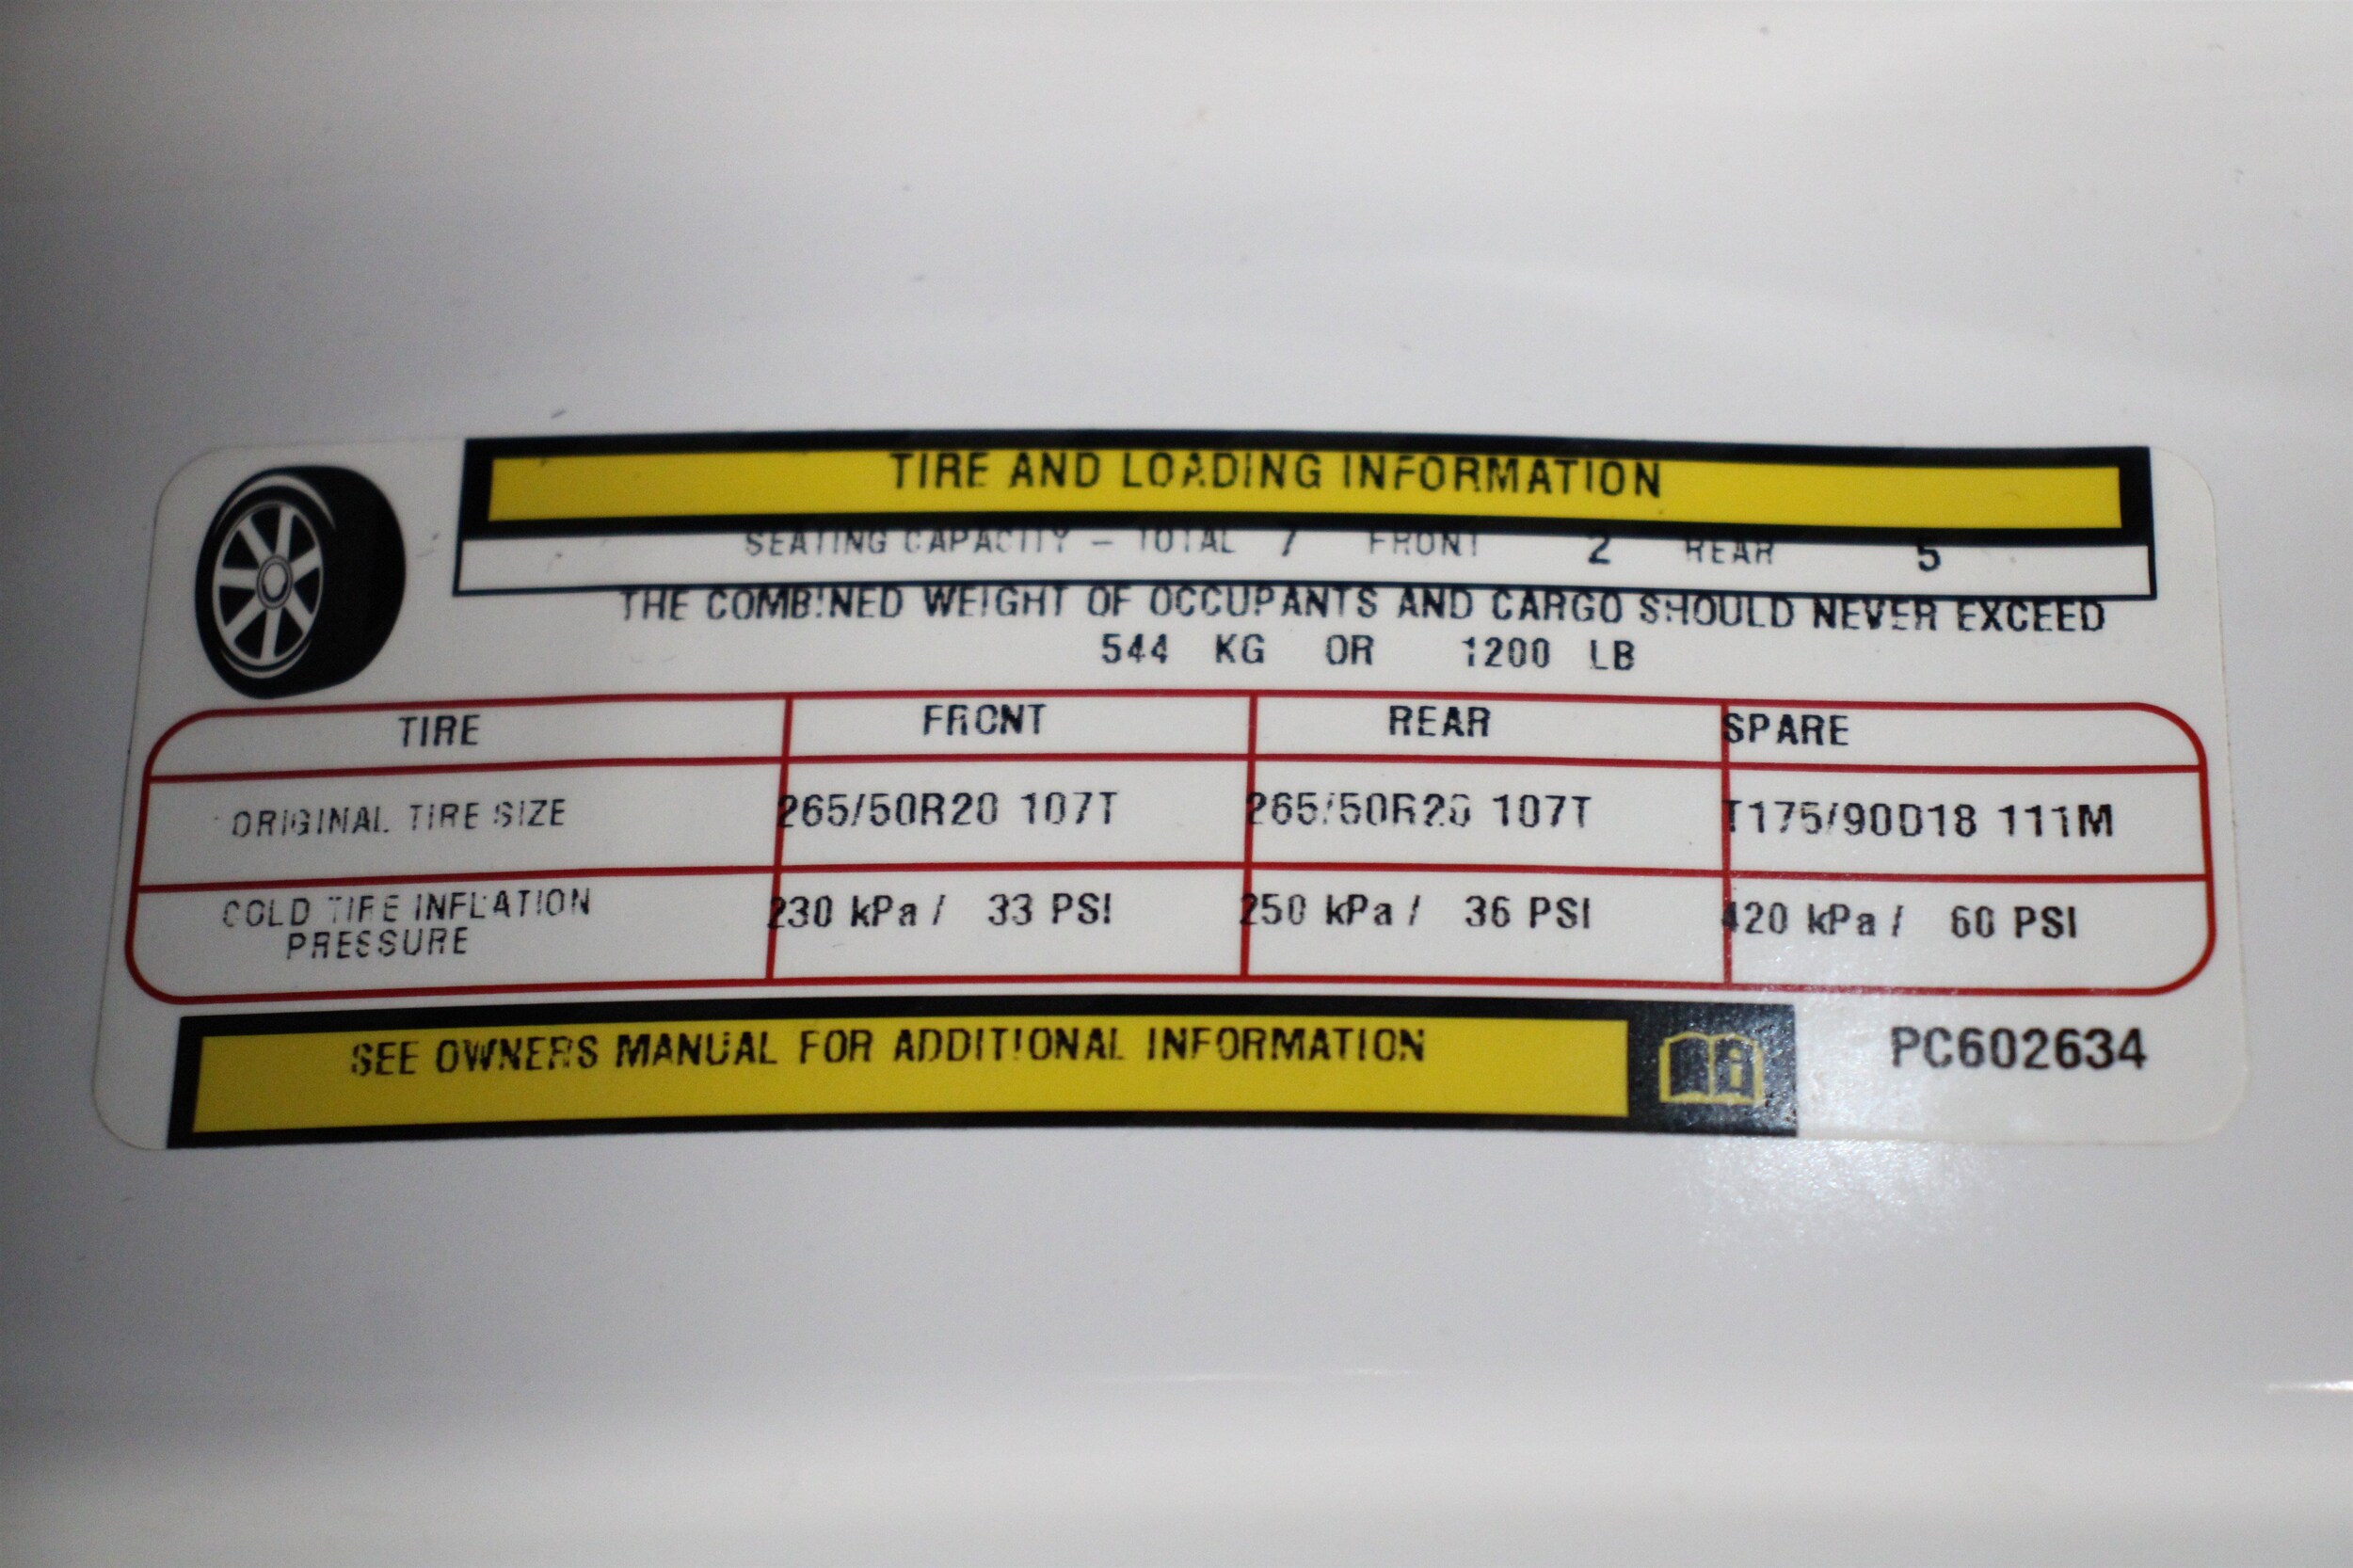 TIRE AND LOADING INFORMATION
SEATING CAPACITY – TOTAL 7 FRONT 2 REAR 5
THE COMBINED WEIGHT OF OCCUPANTS AND CARGO SHOULD NEVER EXCEED
544 KG OR 1200 LB
TIRE FRONT REAR SPARE
ORIGINAL TIRE SIZE 265/50R20 107T 265/50R20 107T T175/90D18 111M
COLD TIRE INFLATION PRESSURE 230 kPa / 33 PSI 250 kPa / 36 PSI 420 kPa / 60 PSI
SEE OWNERS MANUAL FOR ADDITIONAL INFORMATION
PC602634